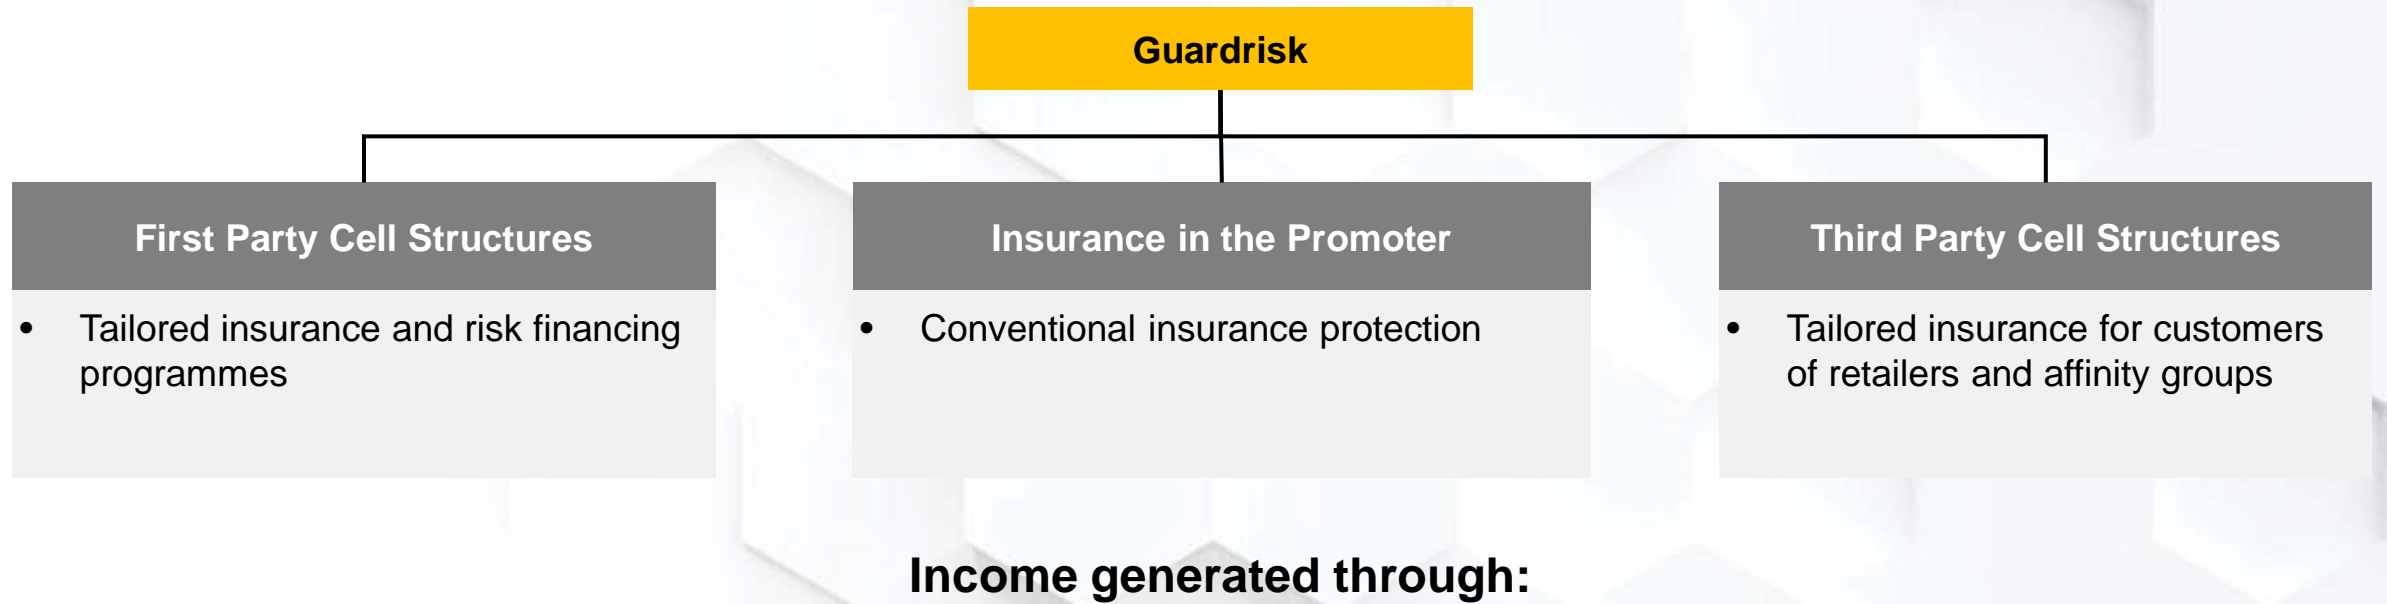 Guardrisk
First Party Cell Structures
• Tailored insurance and risk financing
programmes
Insurance in the Promoter
• Conventional insurance protection
Third Party Cell Structures
• Tailored insurance for customers
of retailers and affinity groups
Income generated through: